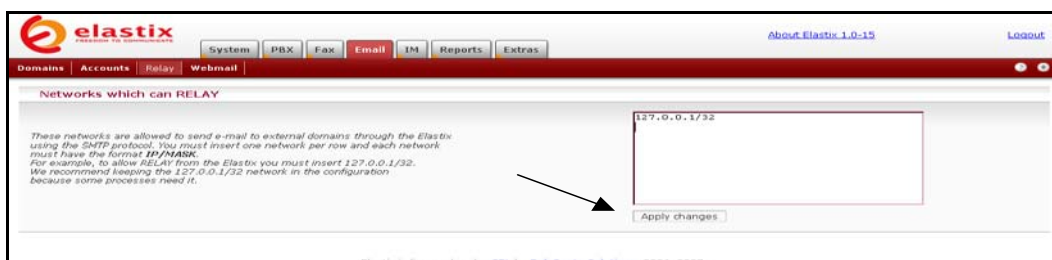 elastix
FREEDOM TO COMMUNICATE
System PBX Fax Email IM Reports Extras
About Elastix 1.0-15
Logout
Domains Accounts Relay Webmail
Networks which can RELAY
These networks are allowed to send e-mail to external domains through the Elastix
using the SMTP protocol. You must insert one network per row and each network
must have the format IP/MASK.
For example, to allow RELAY from the Elastix you must insert 127.0.0.1/32.
We recommend keeping the 127.0.0.1/32 network in the configuration
because some processes need it.
127.0.0.1/32
Apply changes